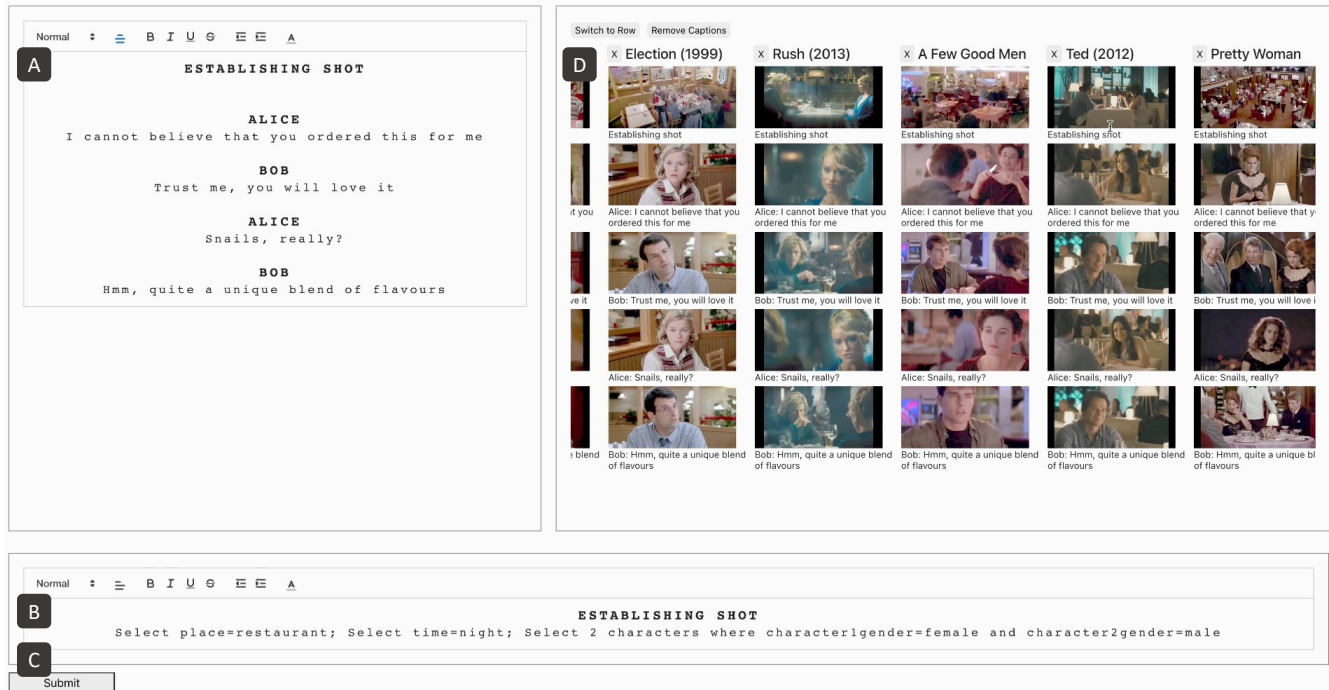 Normal B I U S A
A
ESTABLISHING SHOT
ALICE
I cannot believe that you ordered this for me
BOB
Trust me, you will love it
ALICE
Snails, really?
BOB
Hmm, quite a unique blend of flavours
Switch to Row Remove Captions
D
X Election (1999) X Rush (2013) X A Few Good Men X Ted (2012) X Pretty Woman
Establishing shot Establishing shot Establishing shot Establishing shot Establishing shot
t you Alice: I cannot believe that you Alice: I cannot believe that you Alice: I cannot believe that you Alice: I cannot believe that you Alice: I cannot believe that y
ordered this for me ordered this for me ordered this for me ordered this for me ordered this for me
ve it Bob: Trust me, you will love it Bob: Trust me, you will love it Bob: Trust me, you will love it Bob: Trust me, you will love it Bob: Trust me, you will love i
Alice: Snails, really? Alice: Snails, really? Alice: Snails, really? Alice: Snails, really? Alice: Snails, really?
blend Bob: Hmm, quite a unique blend Bob: Hmm, quite a unique blend Bob: Hmm, quite a unique blend Bob: Hmm, quite a unique blend Bob: Hmm, quite a unique bl
of flavours of flavours of flavours of flavours of flavours
Normal B I U S A
B
ESTABLISHING SHOT
Select place=restaurant; Select time=night; Select 2 characters where character1gender=female and character2gender=male
C
Submit